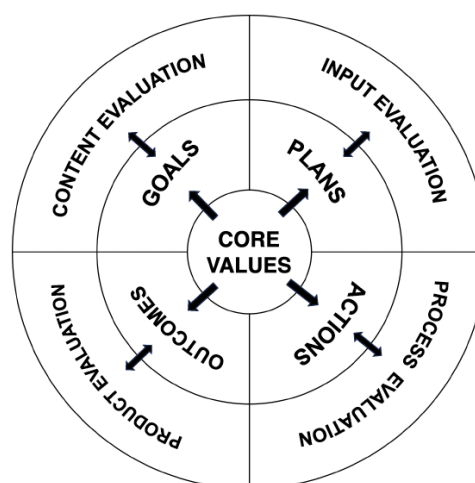 CONTENT EVALUATION
INPUT EVALUATION
GOALS
PLANS
CORE
VALUES
OUTCOMES
ACTIONS
PRODUCT EVALUATION
PROCESS EVALUATION